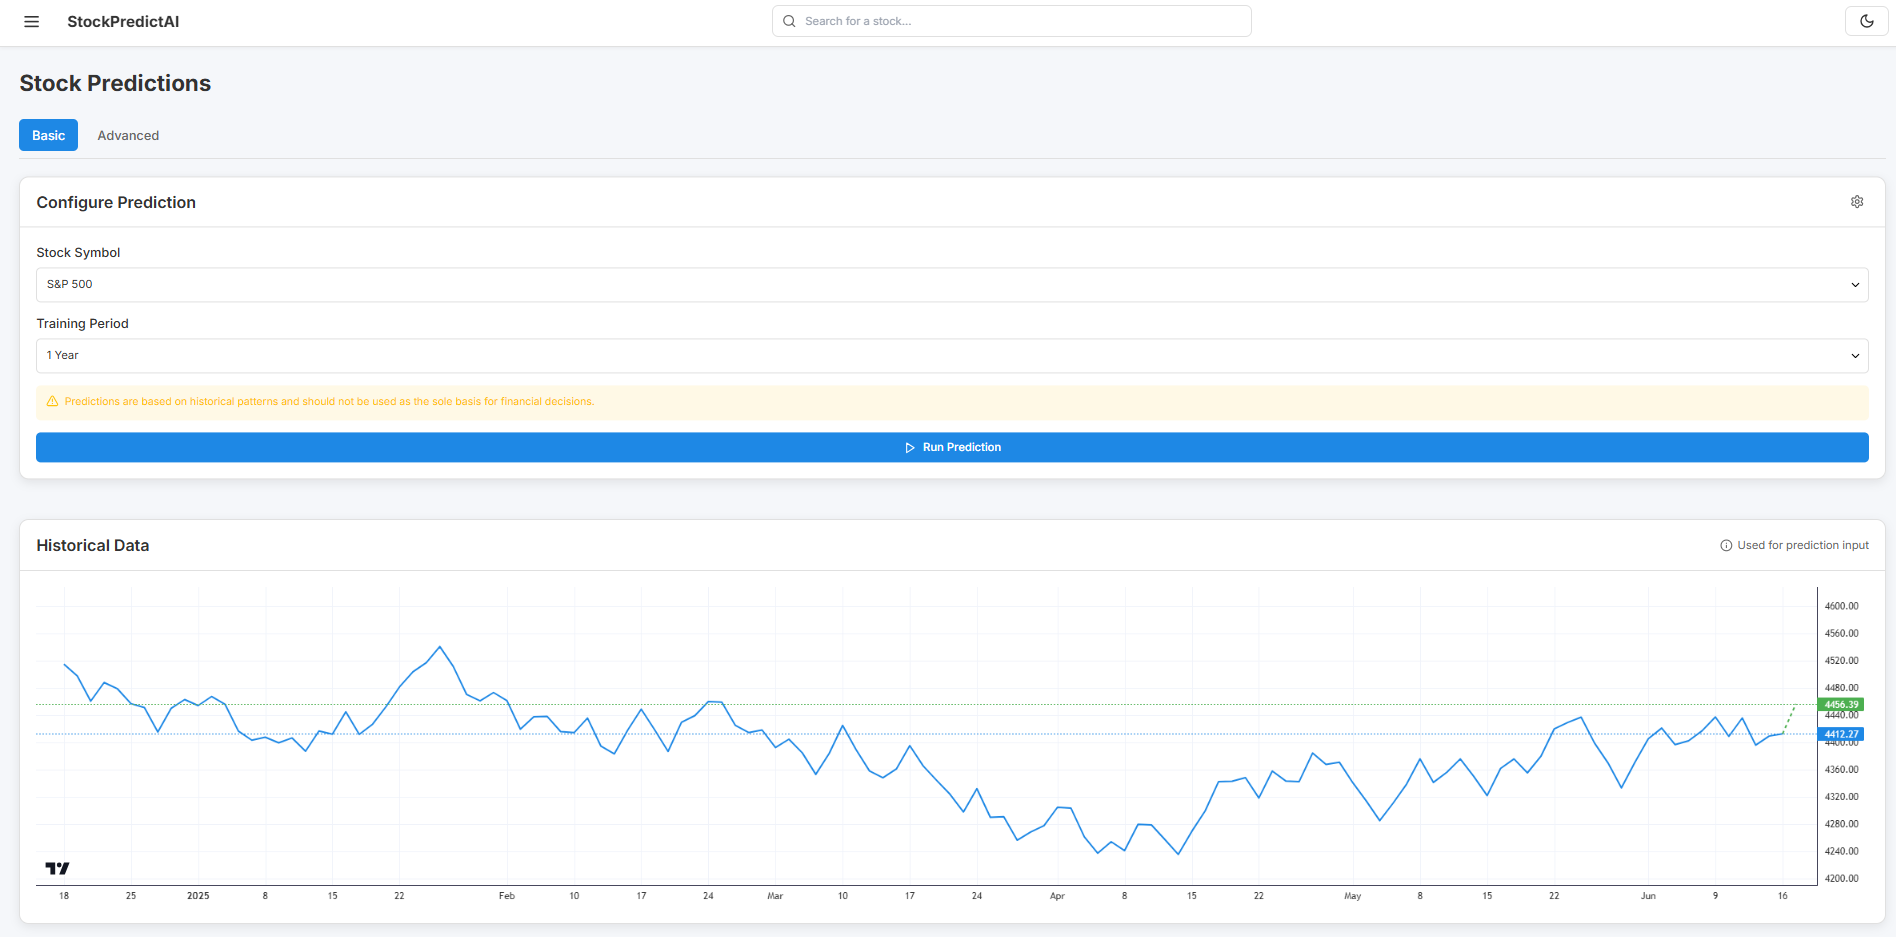 StockPredictAI
Search for a stock...
Stock Predictions
Basic
Advanced
Configure Prediction
Stock Symbol
S&P 500
Training Period
1 Year
Predictions are based on historical patterns and should not be used as the sole basis for financial decisions.
Run Prediction
Historical Data
Used for prediction input
4600.00
4560.00
4520.00
4480.00
4456.39
4440.00
4412.27
4400.00
4360.00
4320.00
4280.00
4240.00
4200.00
18 25 2025 8 15 22 Feb 10 17 24 Mar 10 17 24 Apr 8 15 22 May 8 15 22 Jun 9 16